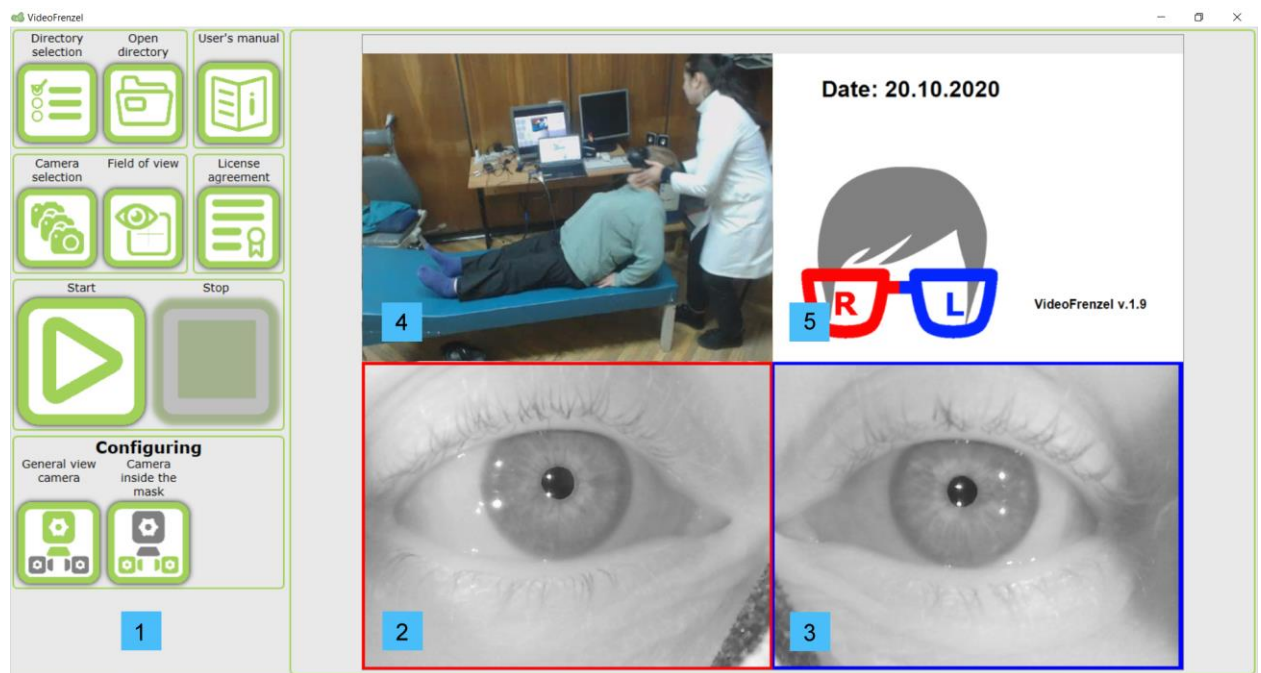 VideoFrenzel
Directory
selection
Open
directory
User's manual
Camera
selection
Field of view
License
agreement
Start
Stop
Configuring
General view
camera
Camera
inside the
mask
1
4
Date: 20.10.2020
R
L
5
VideoFrenzel v.1.9
2
3